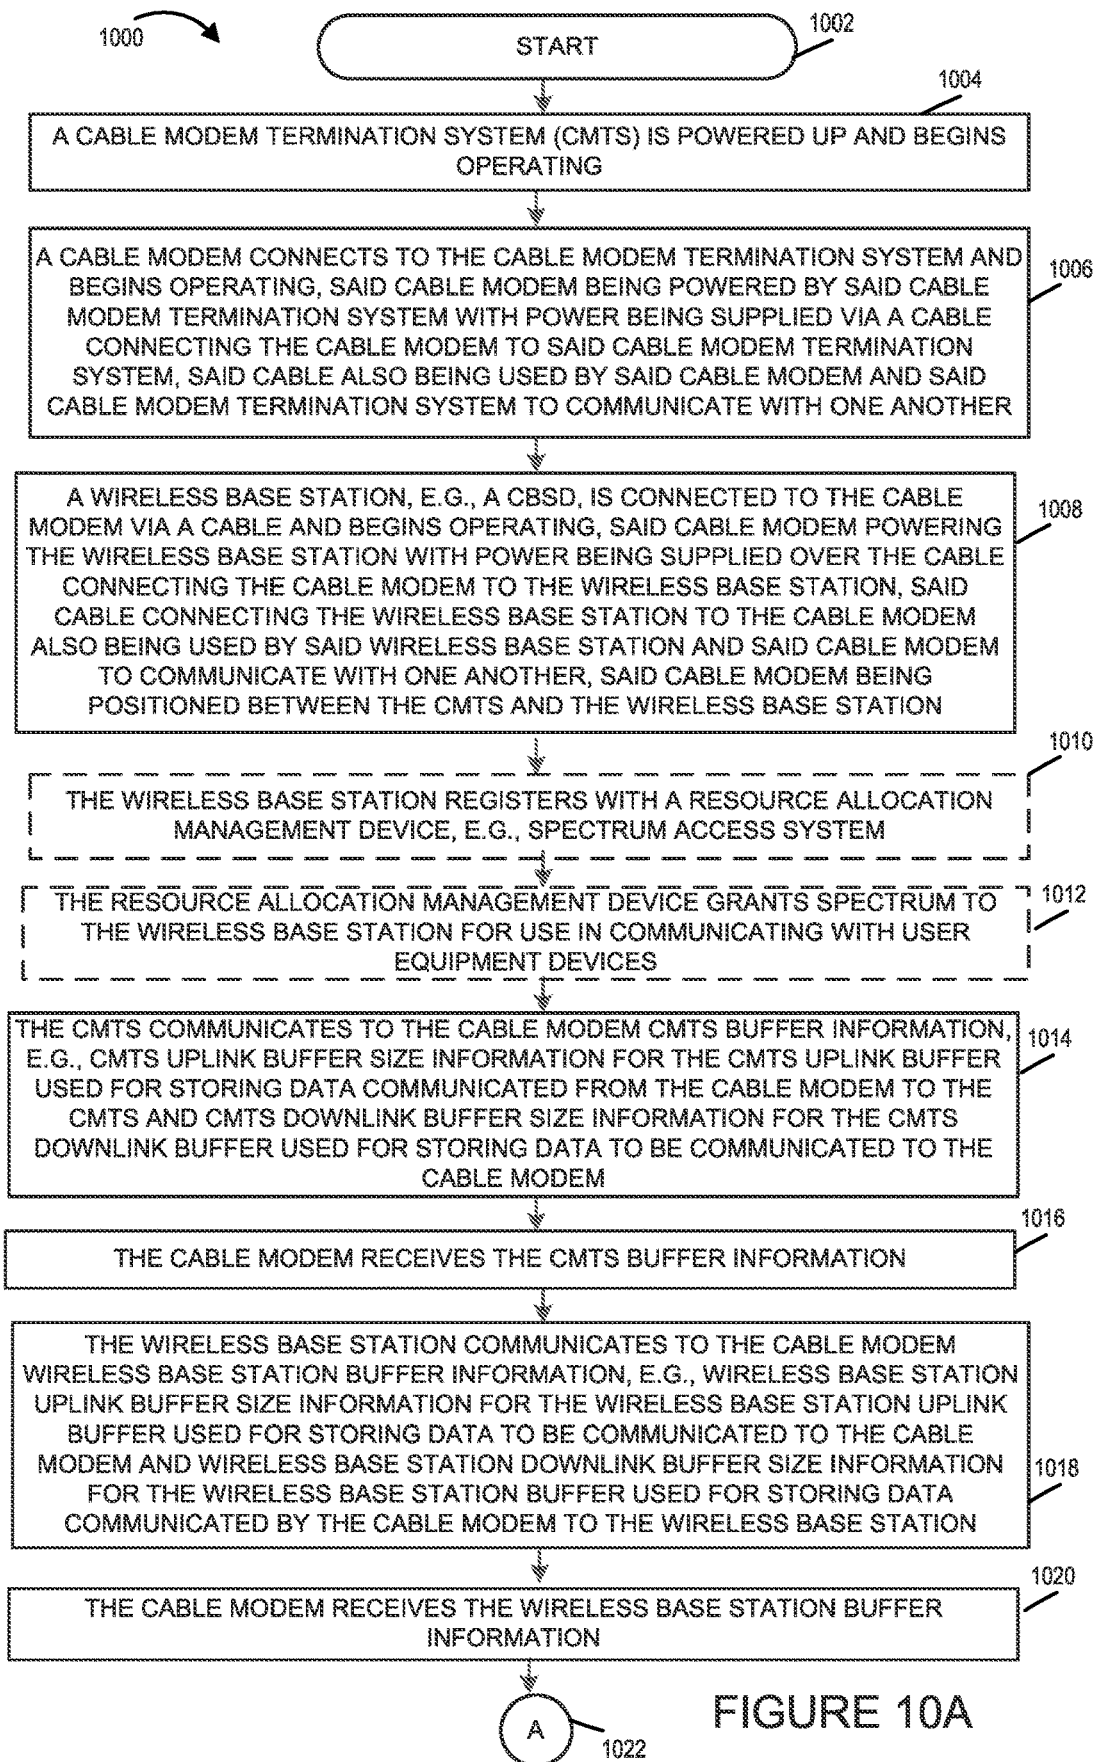 1000
START
1002
1004
A CABLE MODEM TERMINATION SYSTEM (CMTS) IS POWERED UP AND BEGINS
OPERATING
A CABLE MODEM CONNECTS TO THE CABLE MODEM TERMINATION SYSTEM AND
BEGINS OPERATING, SAID CABLE MODEM BEING POWERED BY SAID CABLE
MODEM TERMINATION SYSTEM WITH POWER BEING SUPPLIED VIA A CABLE
CONNECTING THE CABLE MODEM TO SAID CABLE MODEM TERMINATION
SYSTEM, SAID CABLE ALSO BEING USED BY SAID CABLE MODEM AND SAID
CABLE MODEM TERMINATION SYSTEM TO COMMUNICATE WITH ONE ANOTHER
1006
A WIRELESS BASE STATION, E.G., A CBSD, IS CONNECTED TO THE CABLE
MODEM VIA A CABLE AND BEGINS OPERATING, SAID CABLE MODEM POWERING
THE WIRELESS BASE STATION WITH POWER BEING SUPPLIED OVER THE CABLE
CONNECTING THE CABLE MODEM TO THE WIRELESS BASE STATION, SAID
CABLE CONNECTING THE WIRELESS BASE STATION TO THE CABLE MODEM
ALSO BEING USED BY SAID WIRELESS BASE STATION AND SAID CABLE MODEM
TO COMMUNICATE WITH ONE ANOTHER, SAID CABLE MODEM BEING
POSITIONED BETWEEN THE CMTS AND THE WIRELESS BASE STATION
1008
1010
THE WIRELESS BASE STATION REGISTERS WITH A RESOURCE ALLOCATION
MANAGEMENT DEVICE, E.G., SPECTRUM ACCESS SYSTEM
THE RESOURCE ALLOCATION MANAGEMENT DEVICE GRANTS SPECTRUM TO
THE WIRELESS BASE STATION FOR USE IN COMMUNICATING WITH USER
EQUIPMENT DEVICES
1012
THE CMTS COMMUNICATES TO THE CABLE MODEM CMTS BUFFER INFORMATION,
E.G., CMTS UPLINK BUFFER SIZE INFORMATION FOR THE CMTS UPLINK BUFFER
USED FOR STORING DATA COMMUNICATED FROM THE CABLE MODEM TO THE
CMTS AND CMTS DOWNLINK BUFFER SIZE INFORMATION FOR THE CMTS
DOWNLINK BUFFER USED FOR STORING DATA TO BE COMMUNICATED TO THE
CABLE MODEM
1014
1016
THE CABLE MODEM RECEIVES THE CMTS BUFFER INFORMATION
THE WIRELESS BASE STATION COMMUNICATES TO THE CABLE MODEM
WIRELESS BASE STATION BUFFER INFORMATION, E.G., WIRELESS BASE STATION
UPLINK BUFFER SIZE INFORMATION FOR THE WIRELESS BASE STATION UPLINK
BUFFER USED FOR STORING DATA TO BE COMMUNICATED TO THE CABLE
MODEM AND WIRELESS BASE STATION DOWNLINK BUFFER SIZE INFORMATION
FOR THE WIRELESS BASE STATION BUFFER USED FOR STORING DATA
COMMUNICATED BY THE CABLE MODEM TO THE WIRELESS BASE STATION
1018
1020
THE CABLE MODEM RECEIVES THE WIRELESS BASE STATION BUFFER
INFORMATION
A
1022
FIGURE 10A